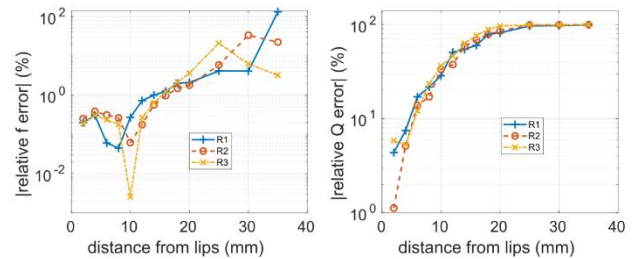 |relative f error| (%)
10^2
10^0
10^-2
R1
R2
R3
0
10
20
30
40
distance from lips (mm)
|relative Q error| (%)
10^2
10^1
10^0
R1
R2
R3
0
10
20
30
40
distance from lips (mm)